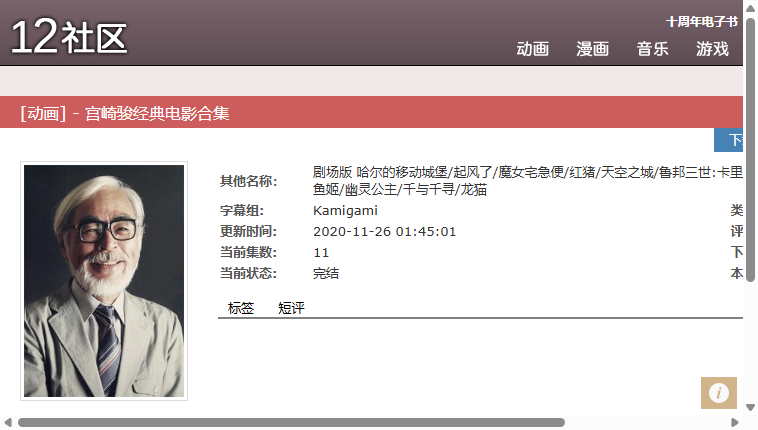 12社区
十周年电子书
动画 漫画 音乐 游戏
[动画] - 宫崎骏经典电影合集
下
其他名称: 剧场版 哈尔的移动城堡/起风了/魔女宅急便/红猪/天空之城/鲁邦三世:卡里
鱼姬/幽灵公主/千与千寻/龙猫
字幕组: Kamigami 类
更新时间: 2020-11-26 01:45:01 评
当前集数: 11 下
当前状态: 完结 本
标签 短评